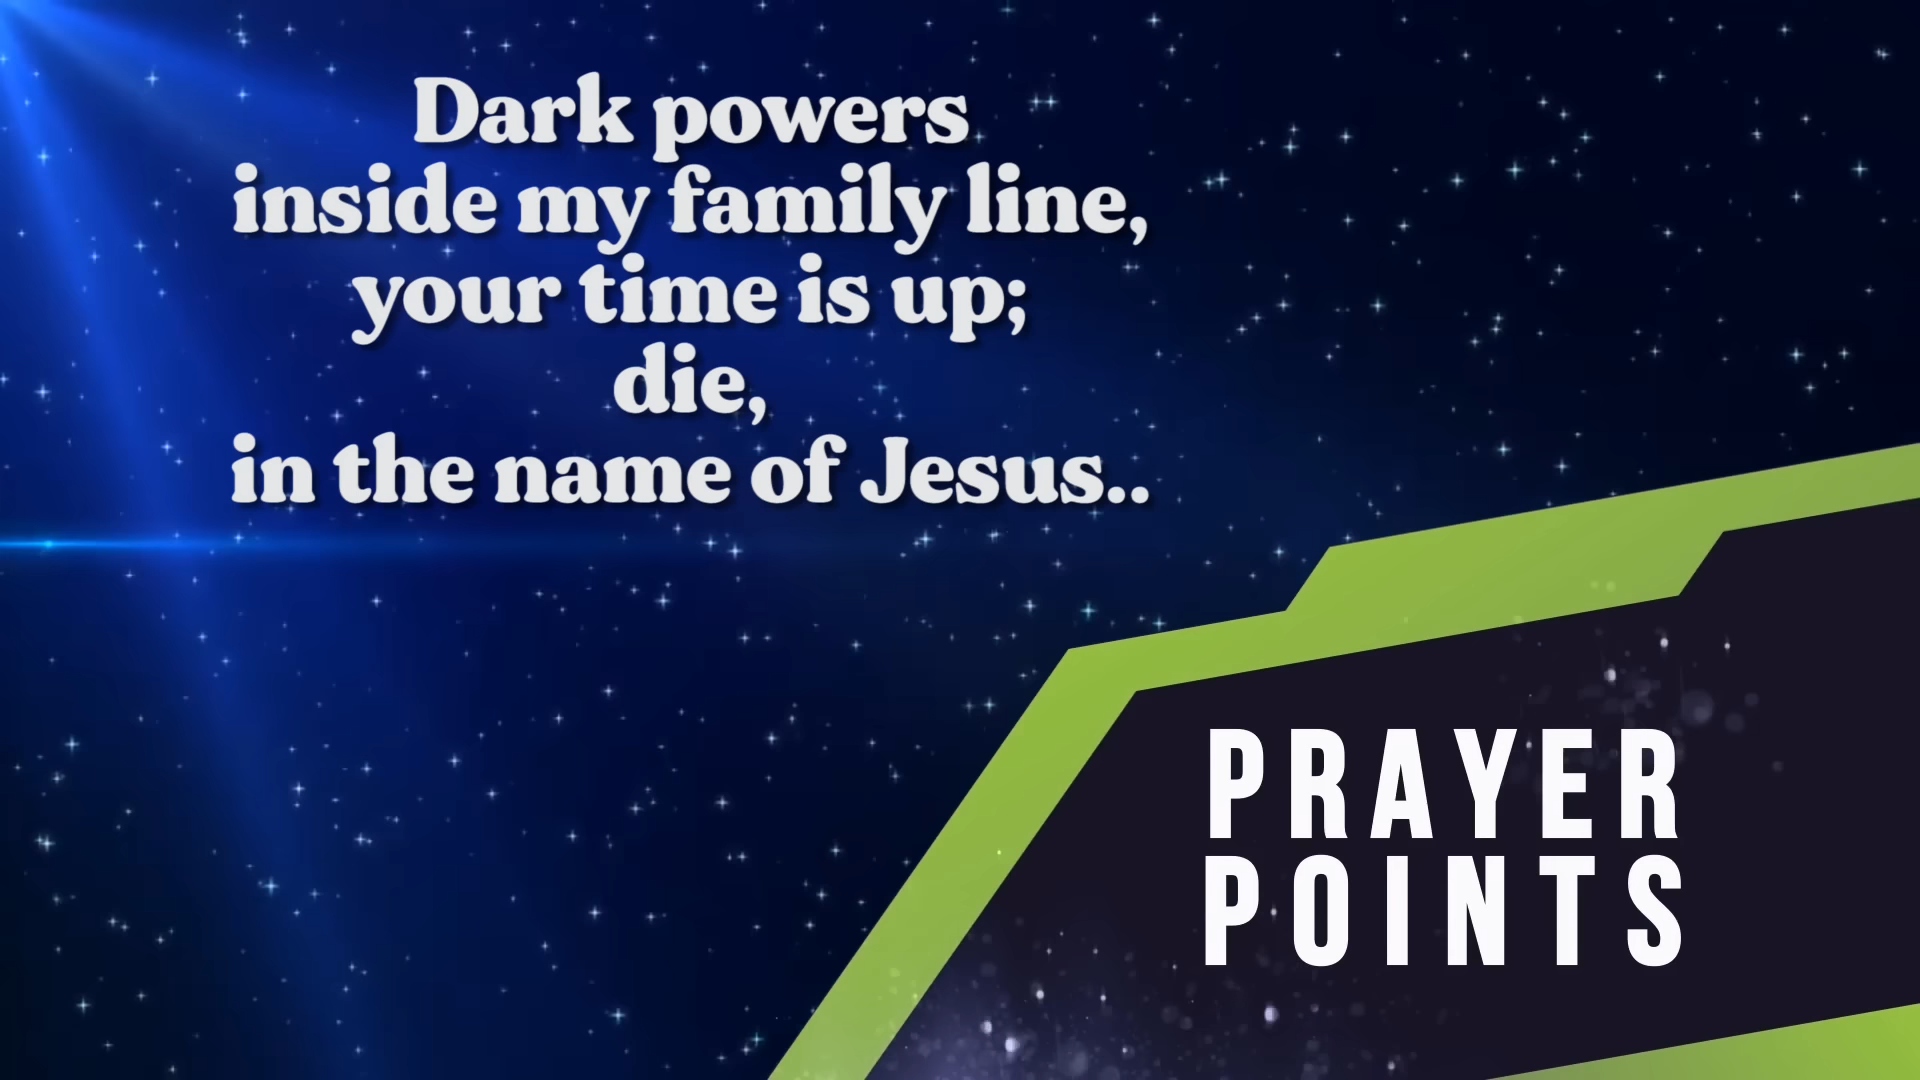 Dark powers
inside my family line,
your time is up;
die,
in the name of Jesus..
PRAYER
POINTS